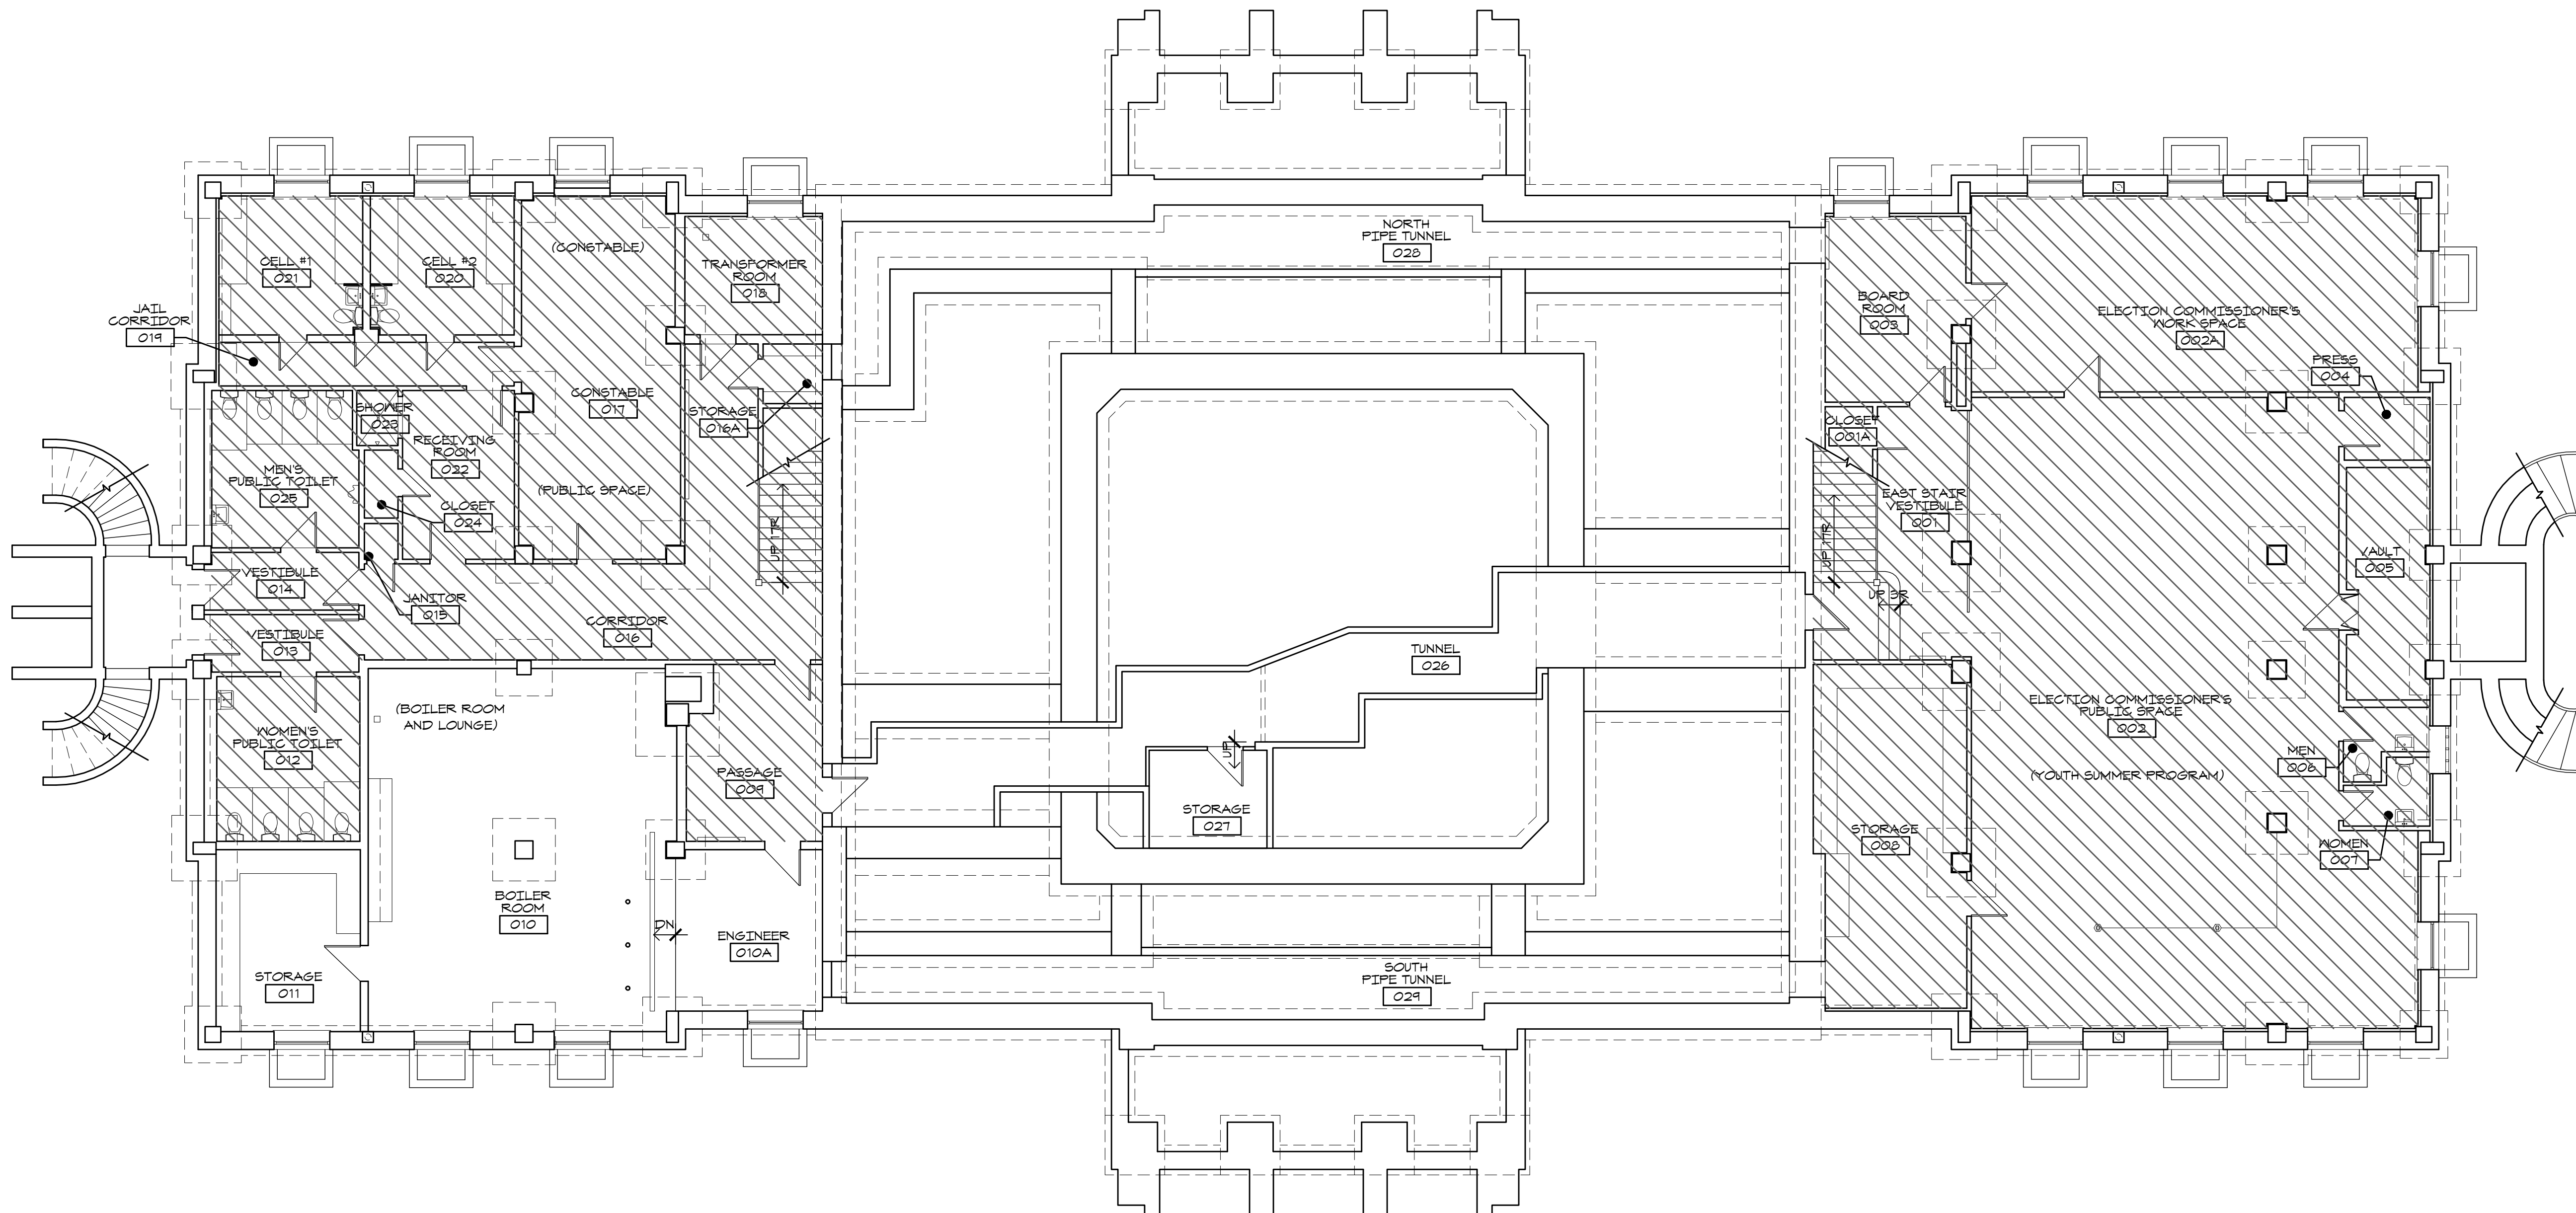 NORTH
PIPE TUNNEL
028
CELL #1
021
CELL #2
020
(CONSTABLE)
TRANSFORMER
ROOM
018
JAIL
CORRIDOR
019
CONSTABLE
017
STORAGE
016A
SHOWER
023
RECEIVING
ROOM
022
MEN'S
PUBLIC TOILET
025
(PUBLIC SPACE)
CLOSET
024
UP 17R
VESTIBULE
014
JANITOR
015
CORRIDOR
016
VESTIBULE
013
(BOILER ROOM
AND LOUNGE)
WOMEN'S
PUBLIC TOILET
012
PASSAGE
009
BOILER
ROOM
010
DN
ENGINEER
010A
STORAGE
011
TUNNEL
026
UP
STORAGE
027
SOUTH
PIPE TUNNEL
029
BOARD
ROOM
003
ELECTION COMMISSIONER'S
WORK SPACE
002A
PRESS
004
CLOSET
001A
EAST STAIR
VESTIBULE
001
UP 17R
UP 3R
VAULT
005
ELECTION COMMISSIONER'S
PUBLIC SPACE
002
(YOUTH SUMMER PROGRAM)
MEN
006
WOMEN
007
STORAGE
008